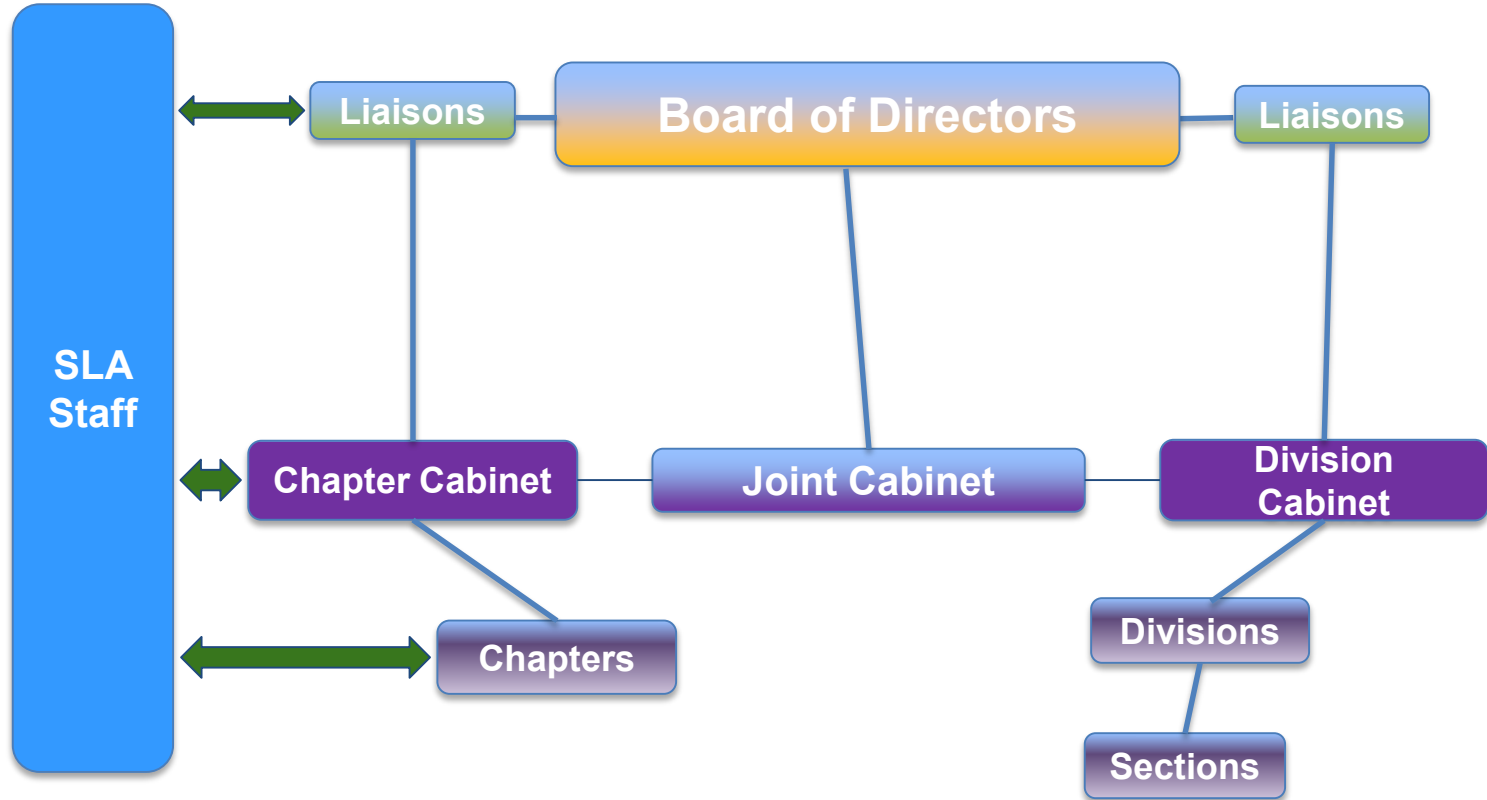 Liaisons
Board of Directors
Liaisons
SLA
Staff
Chapter Cabinet
Joint Cabinet
Division
Cabinet
Chapters
Divisions
Sections